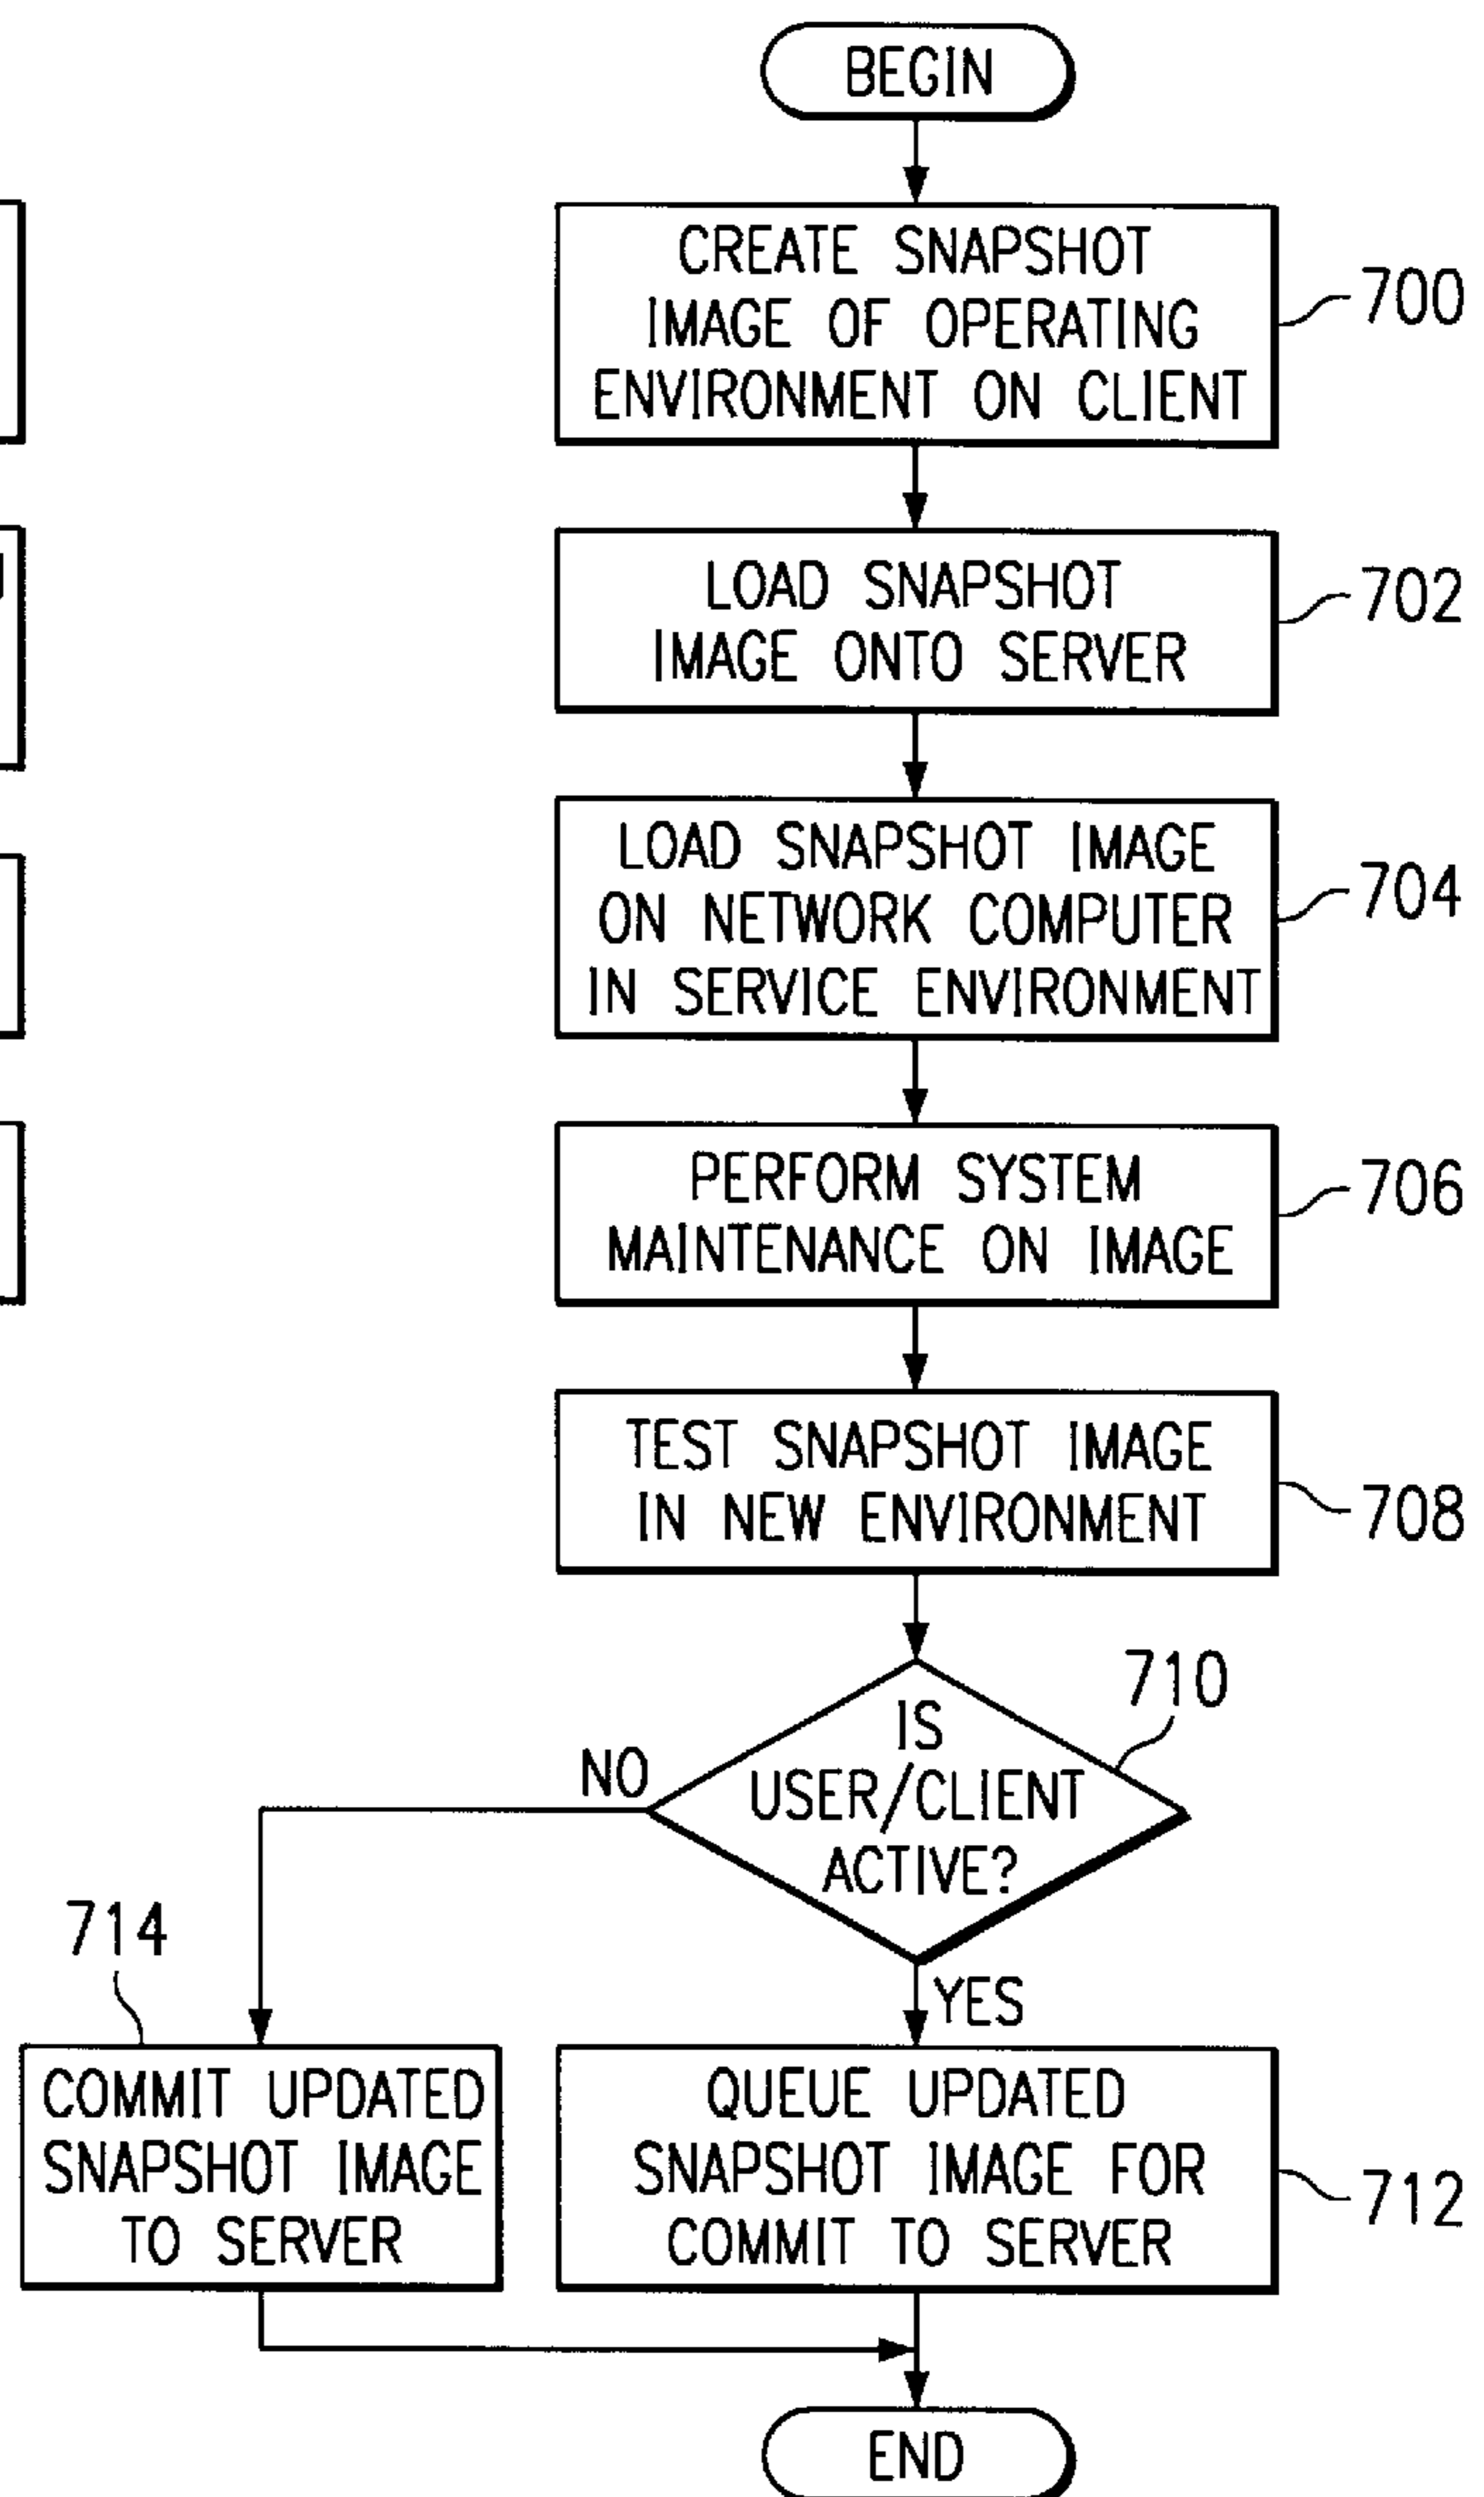 BEGIN
CREATE SNAPSHOT
IMAGE OF OPERATING
ENVIRONMENT ON CLIENT
700
LOAD SNAPSHOT
IMAGE ONTO SERVER
702
LOAD SNAPSHOT IMAGE
ON NETWORK COMPUTER
IN SERVICE ENVIRONMENT
704
PERFORM SYSTEM
MAINTENANCE ON IMAGE
706
TEST SNAPSHOT IMAGE
IN NEW ENVIRONMENT
708
710
IS
USER/CLIENT
ACTIVE?
NO
YES
714
COMMIT UPDATED
SNAPSHOT IMAGE
TO SERVER
QUEUE UPDATED
SNAPSHOT IMAGE FOR
COMMIT TO SERVER
712
END